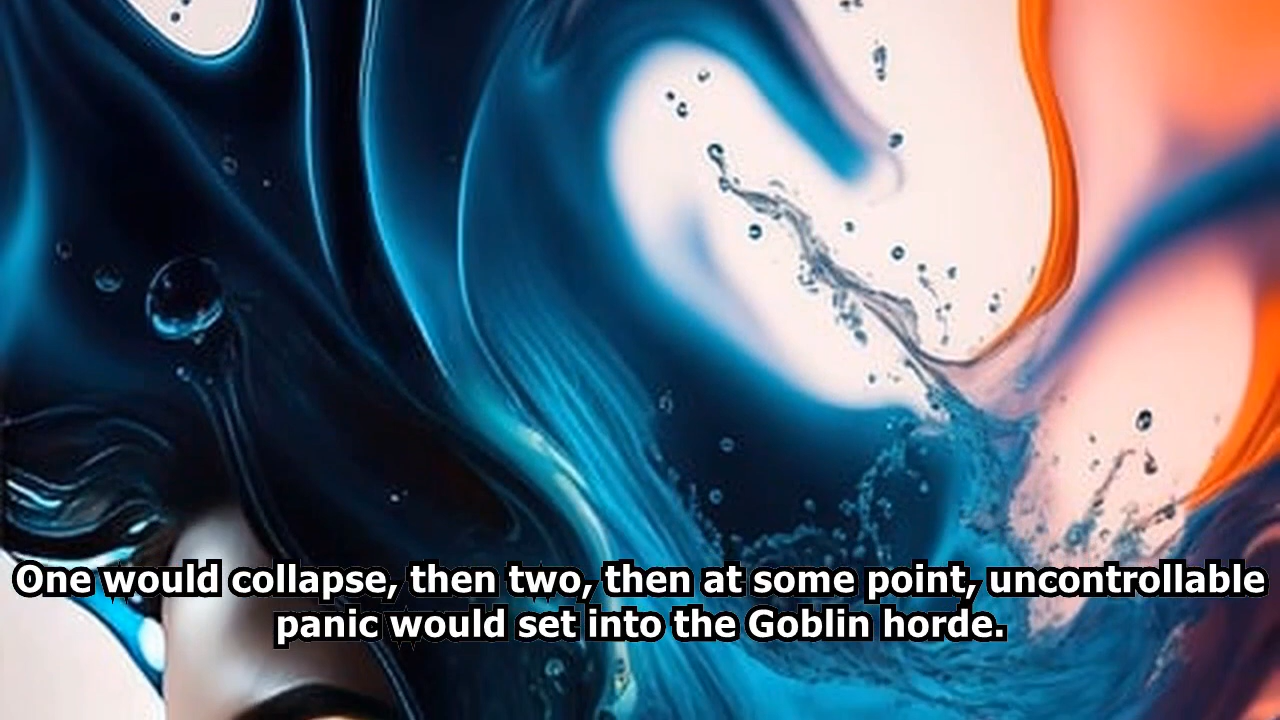 One would collapse, then two, then at some point, uncontrollable
panic would set into the Goblin horde.